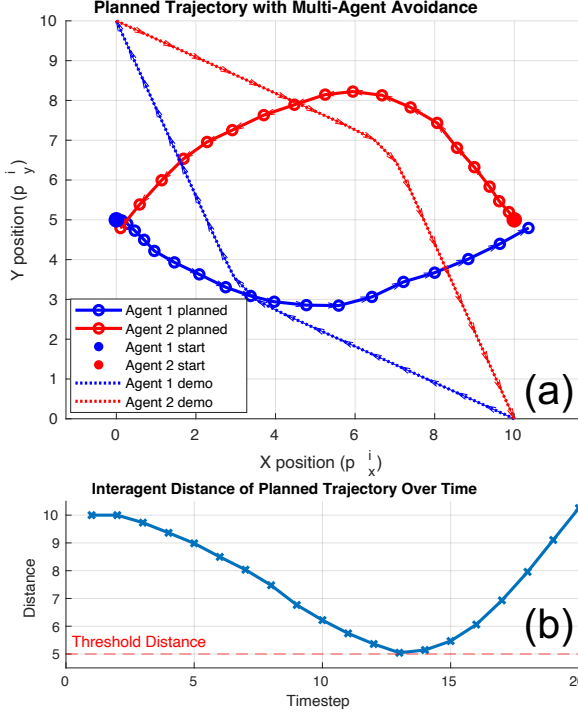 Planned Trajectory with Multi-Agent Avoidance
10
9
8
7
6
5
4
3
2
1
0
Y position (p i y)
Agent 1 planned
Agent 2 planned
Agent 1 start
Agent 2 start
Agent 1 demo
Agent 2 demo
(a)
0 2 4 6 8 10
X position (p i x)
Interagent Distance of Planned Trajectory Over Time
10
9
8
7
6
5
Distance
Threshold Distance
(b)
0 5 10 15 20
Timestep